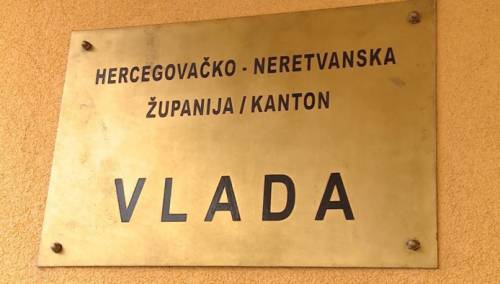 HERCEGOVAČKO - NERETVANSKA
ŽUPANIJA / KANTON
VLADA